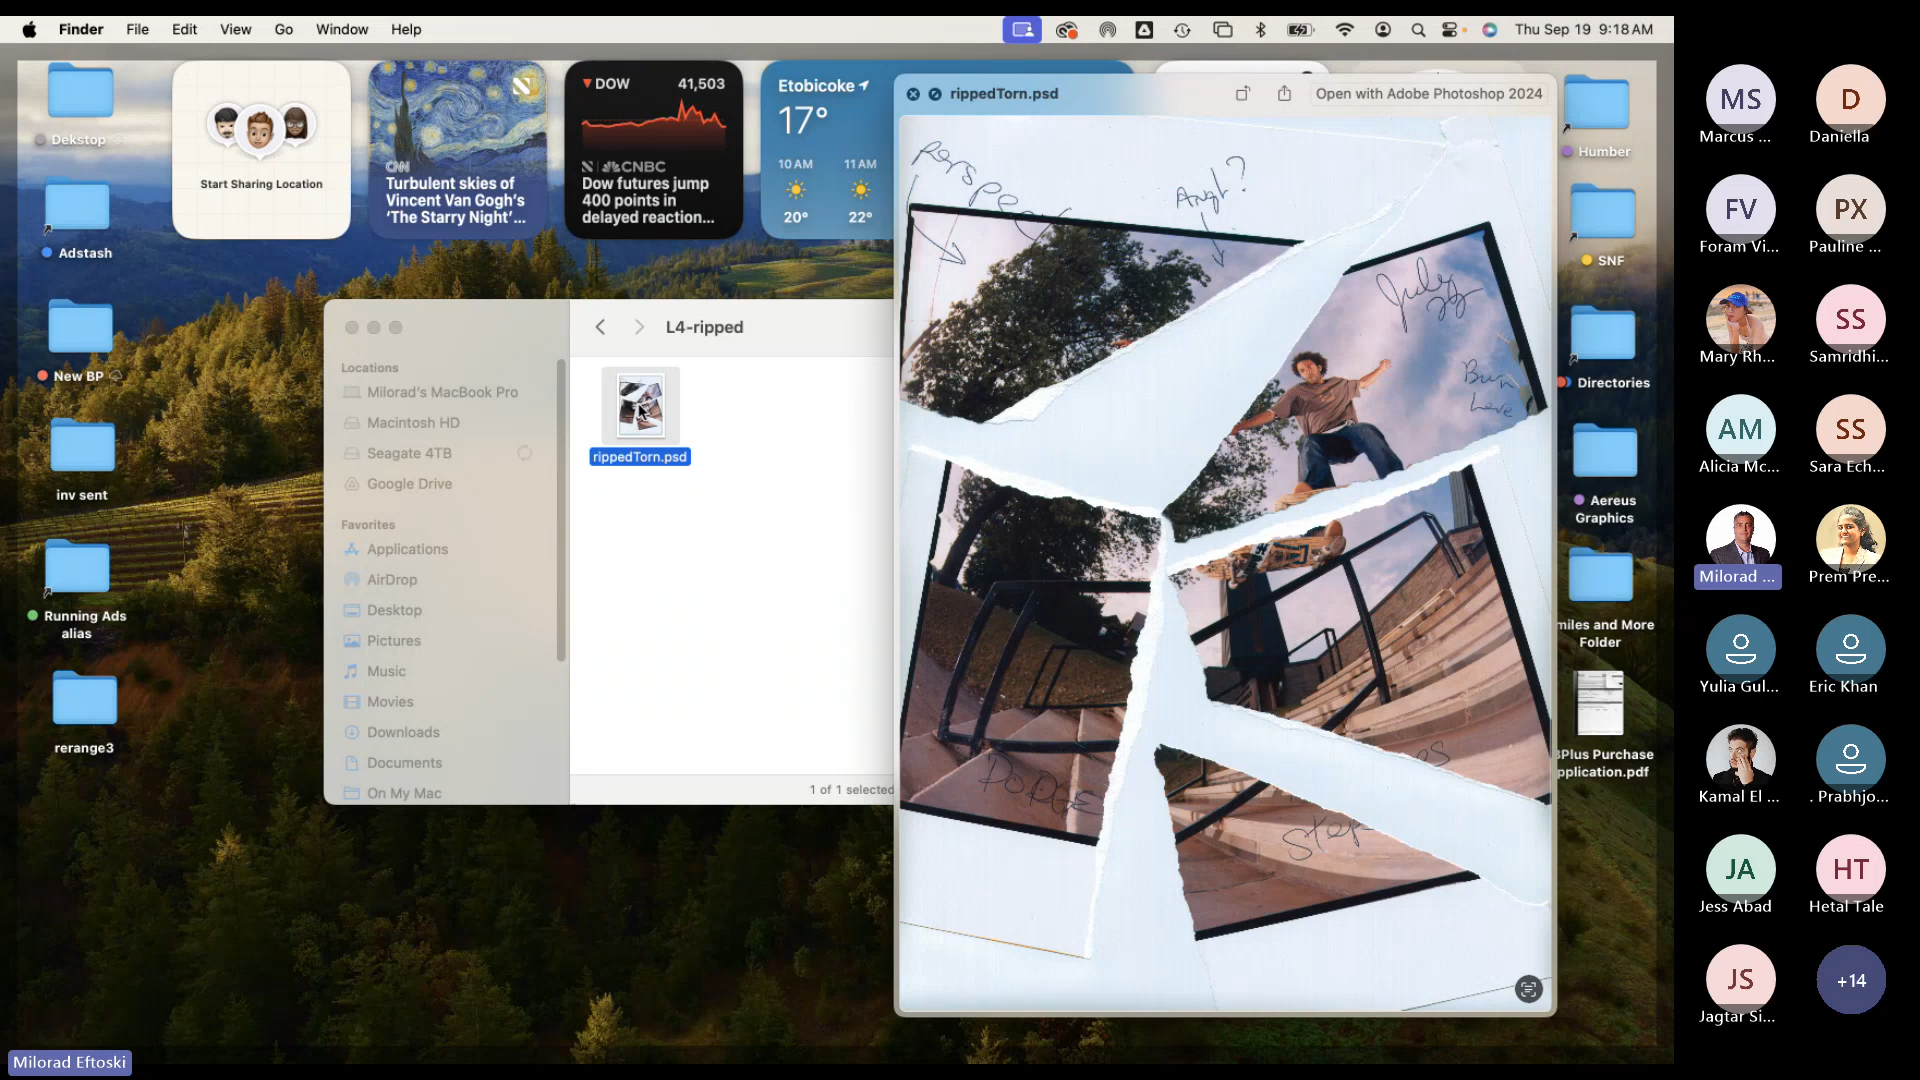 Finder File Edit View Go Window Help
Thu Sep 19 9:18 AM
Dekstop
Adstash
New BP
inv sent
Running Ads
alias
rerange3
Start Sharing Location
CNN
Turbulent skies of
Vincent Van Gogh's
'The Starry Night'...
DOW 41,503
CNBC
Dow futures jump
400 points in
delayed reaction...
Etobicoke
17°
10 AM 11 AM
20° 22°
L4-ripped
Locations
Milorad's MacBook Pro
Macintosh HD
Seagate 4TB
Google Drive
Favorites
Applications
AirDrop
Desktop
Pictures
Music
Movies
Downloads
Documents
On My Mac
rippedTorn.psd
1 of 1 selected
rippedTorn.psd
Open with Adobe Photoshop 2024
Angl?
July
DODGE
Step
Humber
SNF
Directories
Aereus
Graphics
miles and More
Folder
BPlus Purchase
pplication.pdf
MS
Marcus ...
D
Daniella
FV
Foram Vi...
PX
Pauline ...
Mary Rh...
SS
Samridhi...
AM
Alicia Mc...
SS
Sara Ech...
Milorad ...
Prem Pre...
Yulia Gul...
Eric Khan
Kamal El ...
. Prabhjo...
JA
Jess Abad
HT
Hetal Tale
JS
Jagtar Si...
+14
Milorad Eftoski